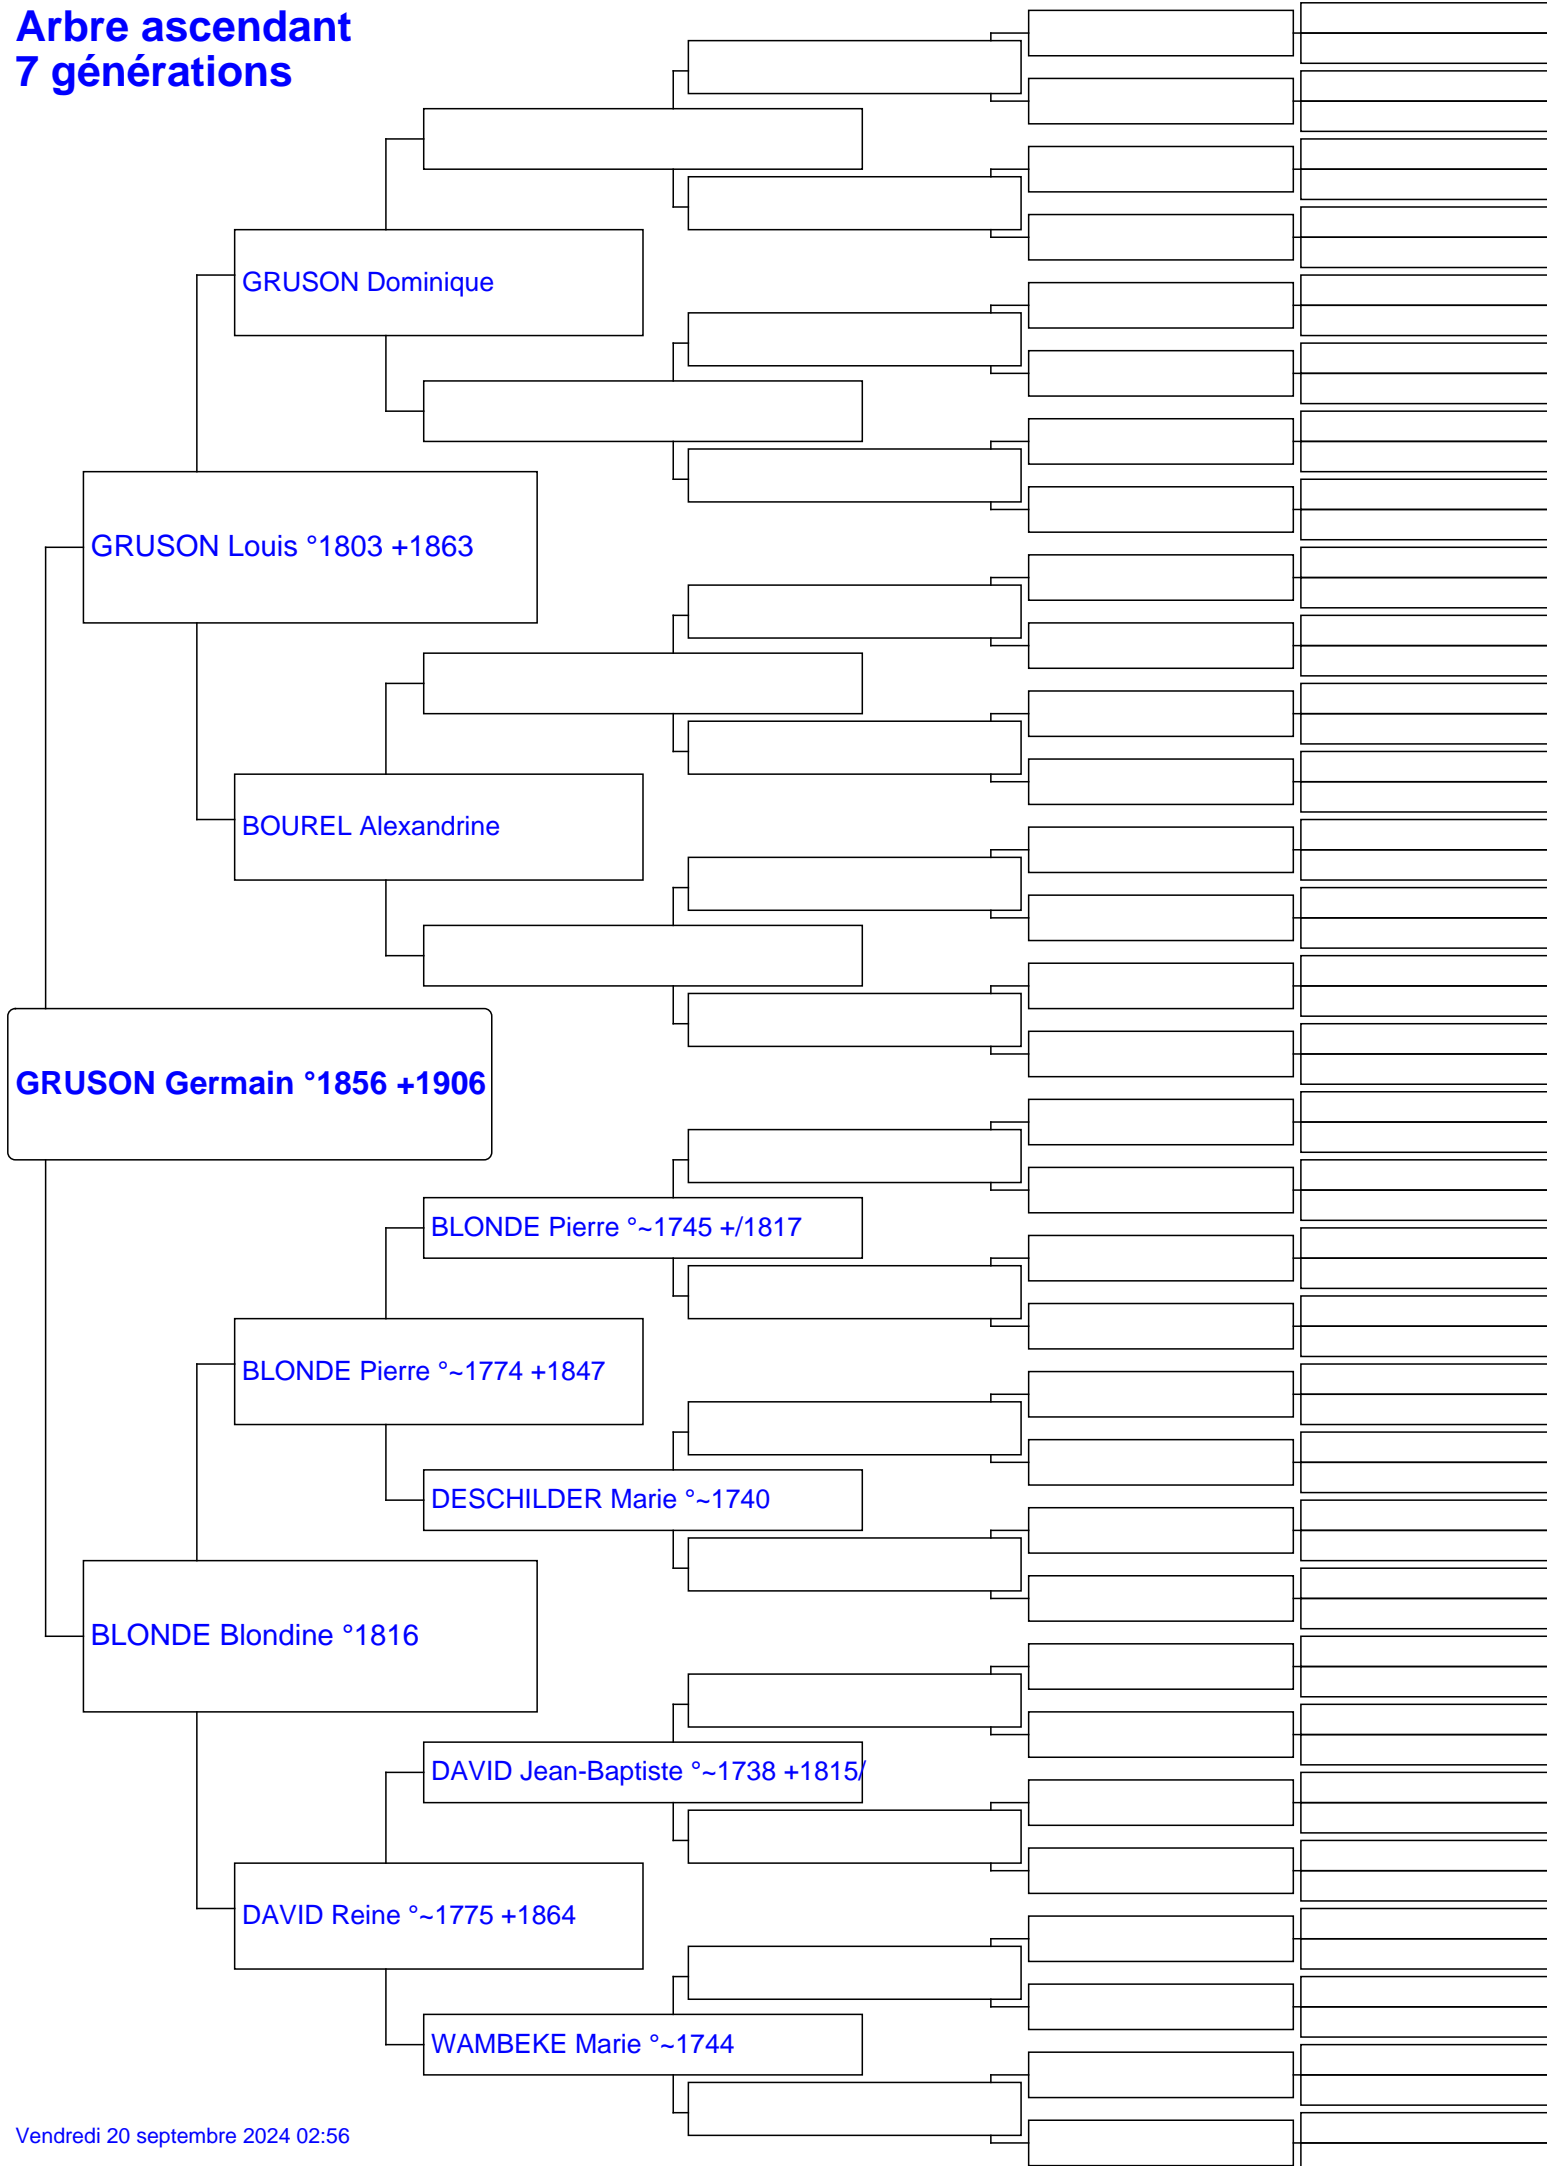 Arbre ascendant
7 générations
GRUSON Dominique
GRUSON Louis °1803 +1863
BOUREL Alexandrine
GRUSON Germain °1856 +1906
BLONDE Pierre °~1745 +/1817
BLONDE Pierre °~1774 +1847
DESCHILDER Marie °~1740
BLONDE Blondine °1816
DAVID Jean-Baptiste °~1738 +1815/
DAVID Reine °~1775 +1864
WAMBEKE Marie °~1744
Vendredi 20 septembre 2024 02:56